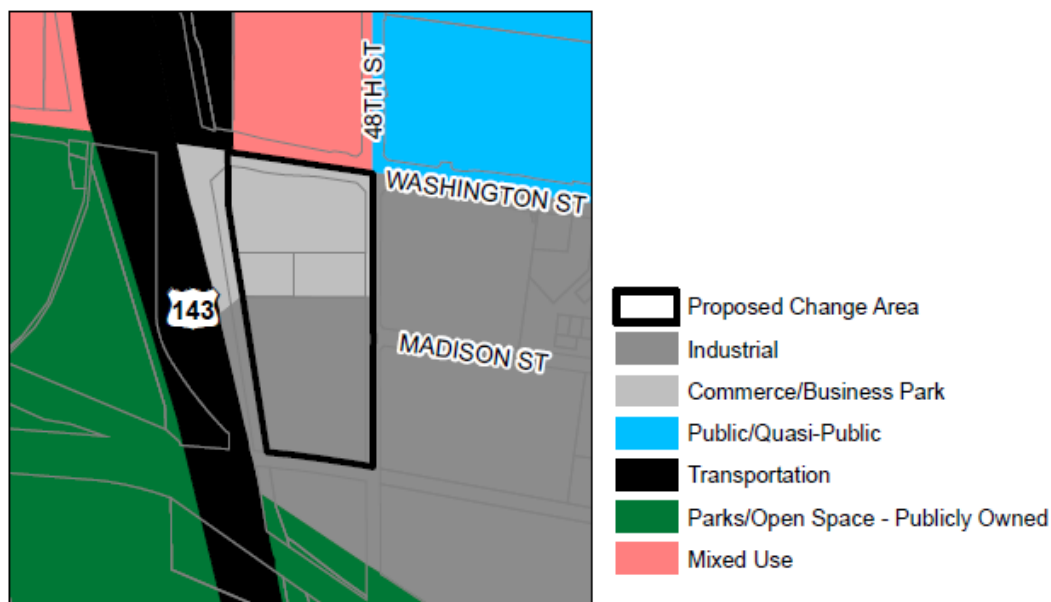 48TH ST
WASHINGTON ST
143
MADISON ST
Proposed Change Area
Industrial
Commerce/Business Park
Public/Quasi-Public
Transportation
Parks/Open Space - Publicly Owned
Mixed Use